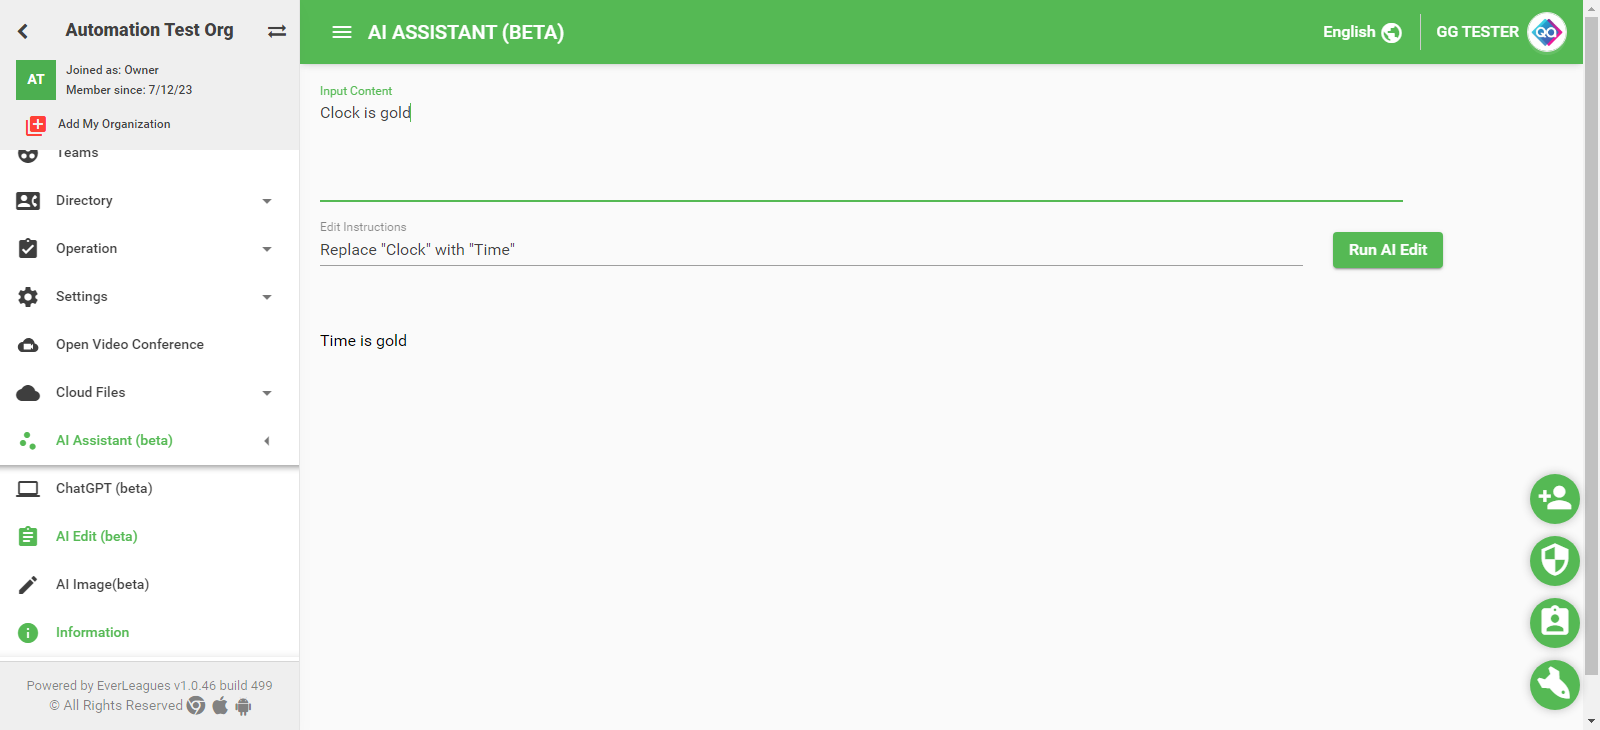 Automation Test Org
AT
Joined as: Owner
Member since: 7/12/23
Add My Organization
Teams
Directory
Operation
Settings
Open Video Conference
Cloud Files
AI Assistant (beta)
ChatGPT (beta)
AI Edit (beta)
AI Image(beta)
Information
Powered by EverLeagues v1.0.46 build 499
© All Rights Reserved
AI ASSISTANT (BETA)
English
GG TESTER
QA
Input Content
Clock is gold
Edit Instructions
Replace "Clock" with "Time"
Run AI Edit
Time is gold